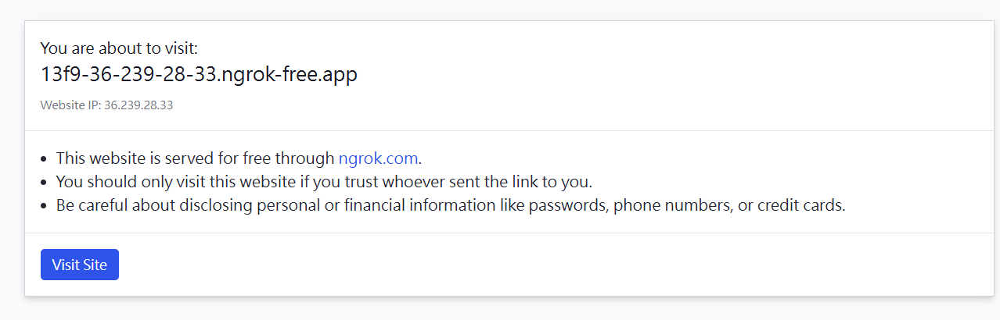 You are about to visit:
13f9-36-239-28-33.ngrok-free.app
Website IP: 36.239.28.33
• This website is served for free through ngrok.com.
• You should only visit this website if you trust whoever sent the link to you.
• Be careful about disclosing personal or financial information like passwords, phone numbers, or credit cards.
Visit Site